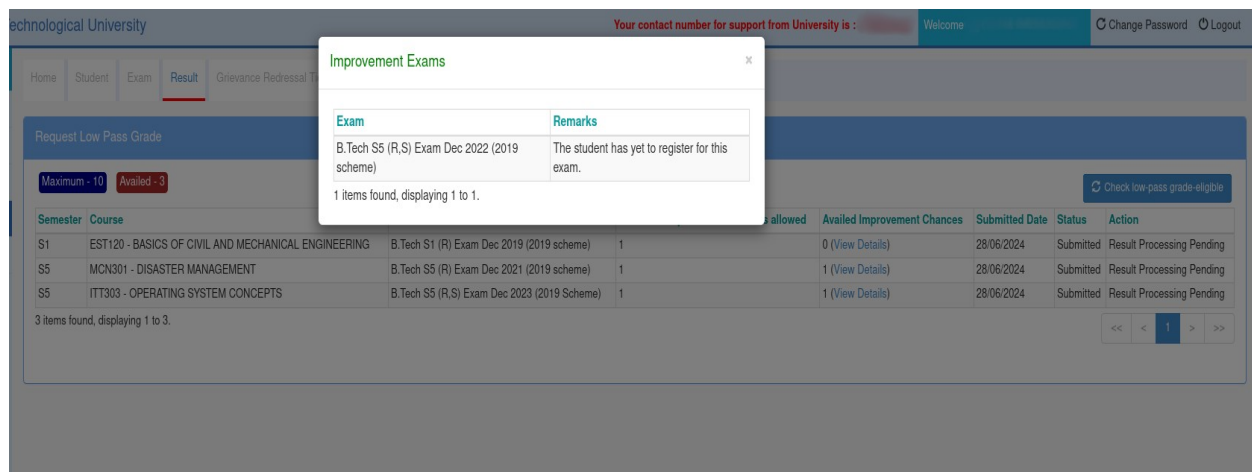 echnological University
Your contact number for support from University is :
Welcome
Change Password
Logout
Home
Student
Exam
Result
Grievance Redressal
Improvement Exams
×
Exam
Remarks
B.Tech S5 (R,S) Exam Dec 2022 (2019
scheme)
The student has yet to register for this
exam.
1 items found, displaying 1 to 1.
Request Low Pass Grade
Maximum - 10
Availed - 3
Check low-pass grade-eligible
Semester Course allowed Availed Improvement Chances Submitted Date Status Action
S1 EST120 - BASICS OF CIVIL AND MECHANICAL ENGINEERING B.Tech S1 (R) Exam Dec 2019 (2019 scheme) 1 0 (View Details) 28/06/2024 Submitted Result Processing Pending
S5 MCN301 - DISASTER MANAGEMENT B.Tech S5 (R) Exam Dec 2021 (2019 scheme) 1 1 (View Details) 28/06/2024 Submitted Result Processing Pending
S5 ITT303 - OPERATING SYSTEM CONCEPTS B.Tech S5 (R,S) Exam Dec 2023 (2019 Scheme) 1 1 (View Details) 28/06/2024 Submitted Result Processing Pending
3 items found, displaying 1 to 3.
<< < 1 > >>